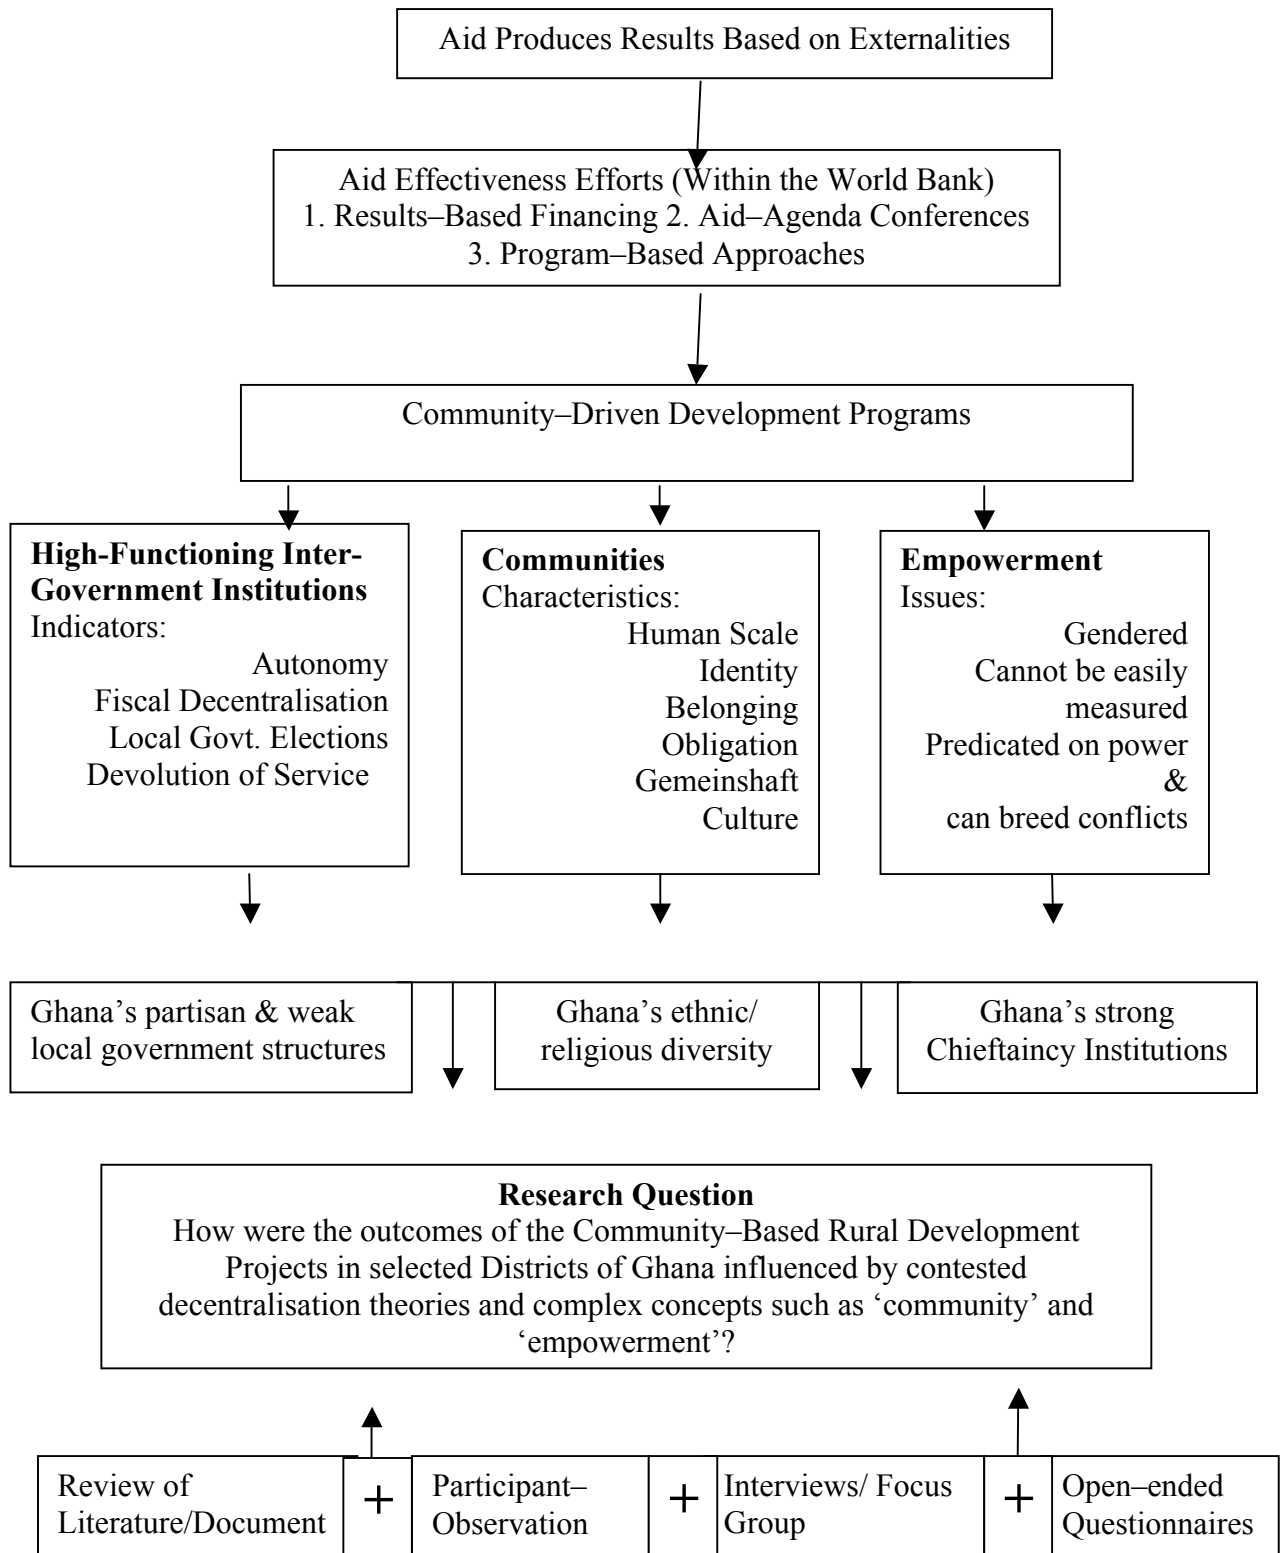 Aid Produces Results Based on Externalities
Aid Effectiveness Efforts (Within the World Bank)
1. Results–Based Financing 2. Aid–Agenda Conferences
3. Program–Based Approaches
Community–Driven Development Programs
High-Functioning Inter-
Government Institutions
Indicators:
Autonomy
Fiscal Decentralisation
Local Govt. Elections
Devolution of Service
Communities
Characteristics:
Human Scale
Identity
Belonging
Obligation
Gemeinshaft
Culture
Empowerment
Issues:
Gendered
Cannot be easily
measured
Predicated on power
&
can breed conflicts
Ghana’s partisan & weak
local government structures
Ghana’s ethnic/
religious diversity
Ghana’s strong
Chieftaincy Institutions
Research Question
How were the outcomes of the Community–Based Rural Development
Projects in selected Districts of Ghana influenced by contested
decentralisation theories and complex concepts such as ‘community’ and
‘empowerment’?
Review of
Literature/Document
+
Participant–
Observation
+
Interviews/ Focus
Group
+
Open–ended
Questionnaires